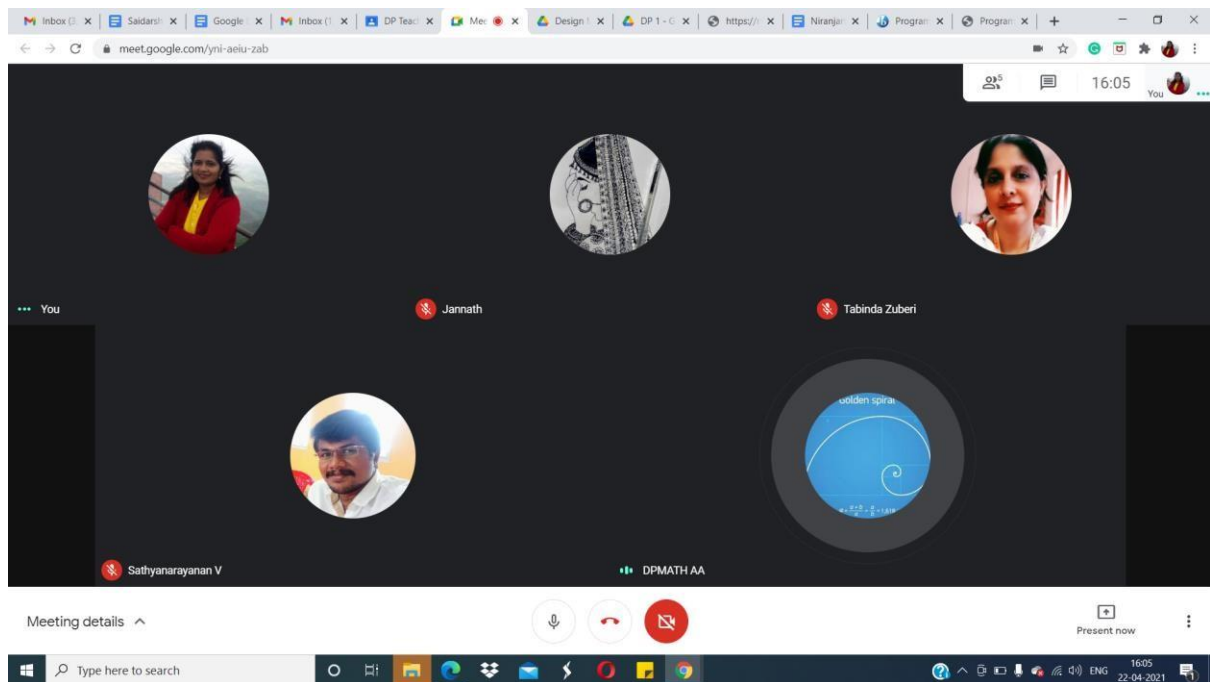 Inbox (
Saidarsh
Google
Inbox (1
DP Teac
Mee
Design
DP 1 - G
https://
Niranjan
Program
Program
meet.google.com/yni-aeiu-zab
5
16:05
You
You
Jannath
Tabinda Zuberi
Golden spiral
Sathyanarayanan V
DPMATH AA
Meeting details
Present now
Type here to search
ENG
16:05
22-04-2021